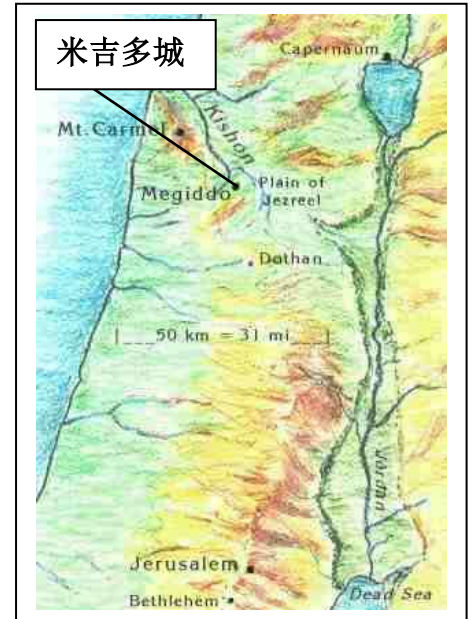 米吉多城
Capernaum
Kishon
Mt. Carmel
Megiddo
Plain of
Jezreel
Dothan
|___50 km = 31 mi___|
Jordan
Jerusalem
Bethlehem
Dead Sea